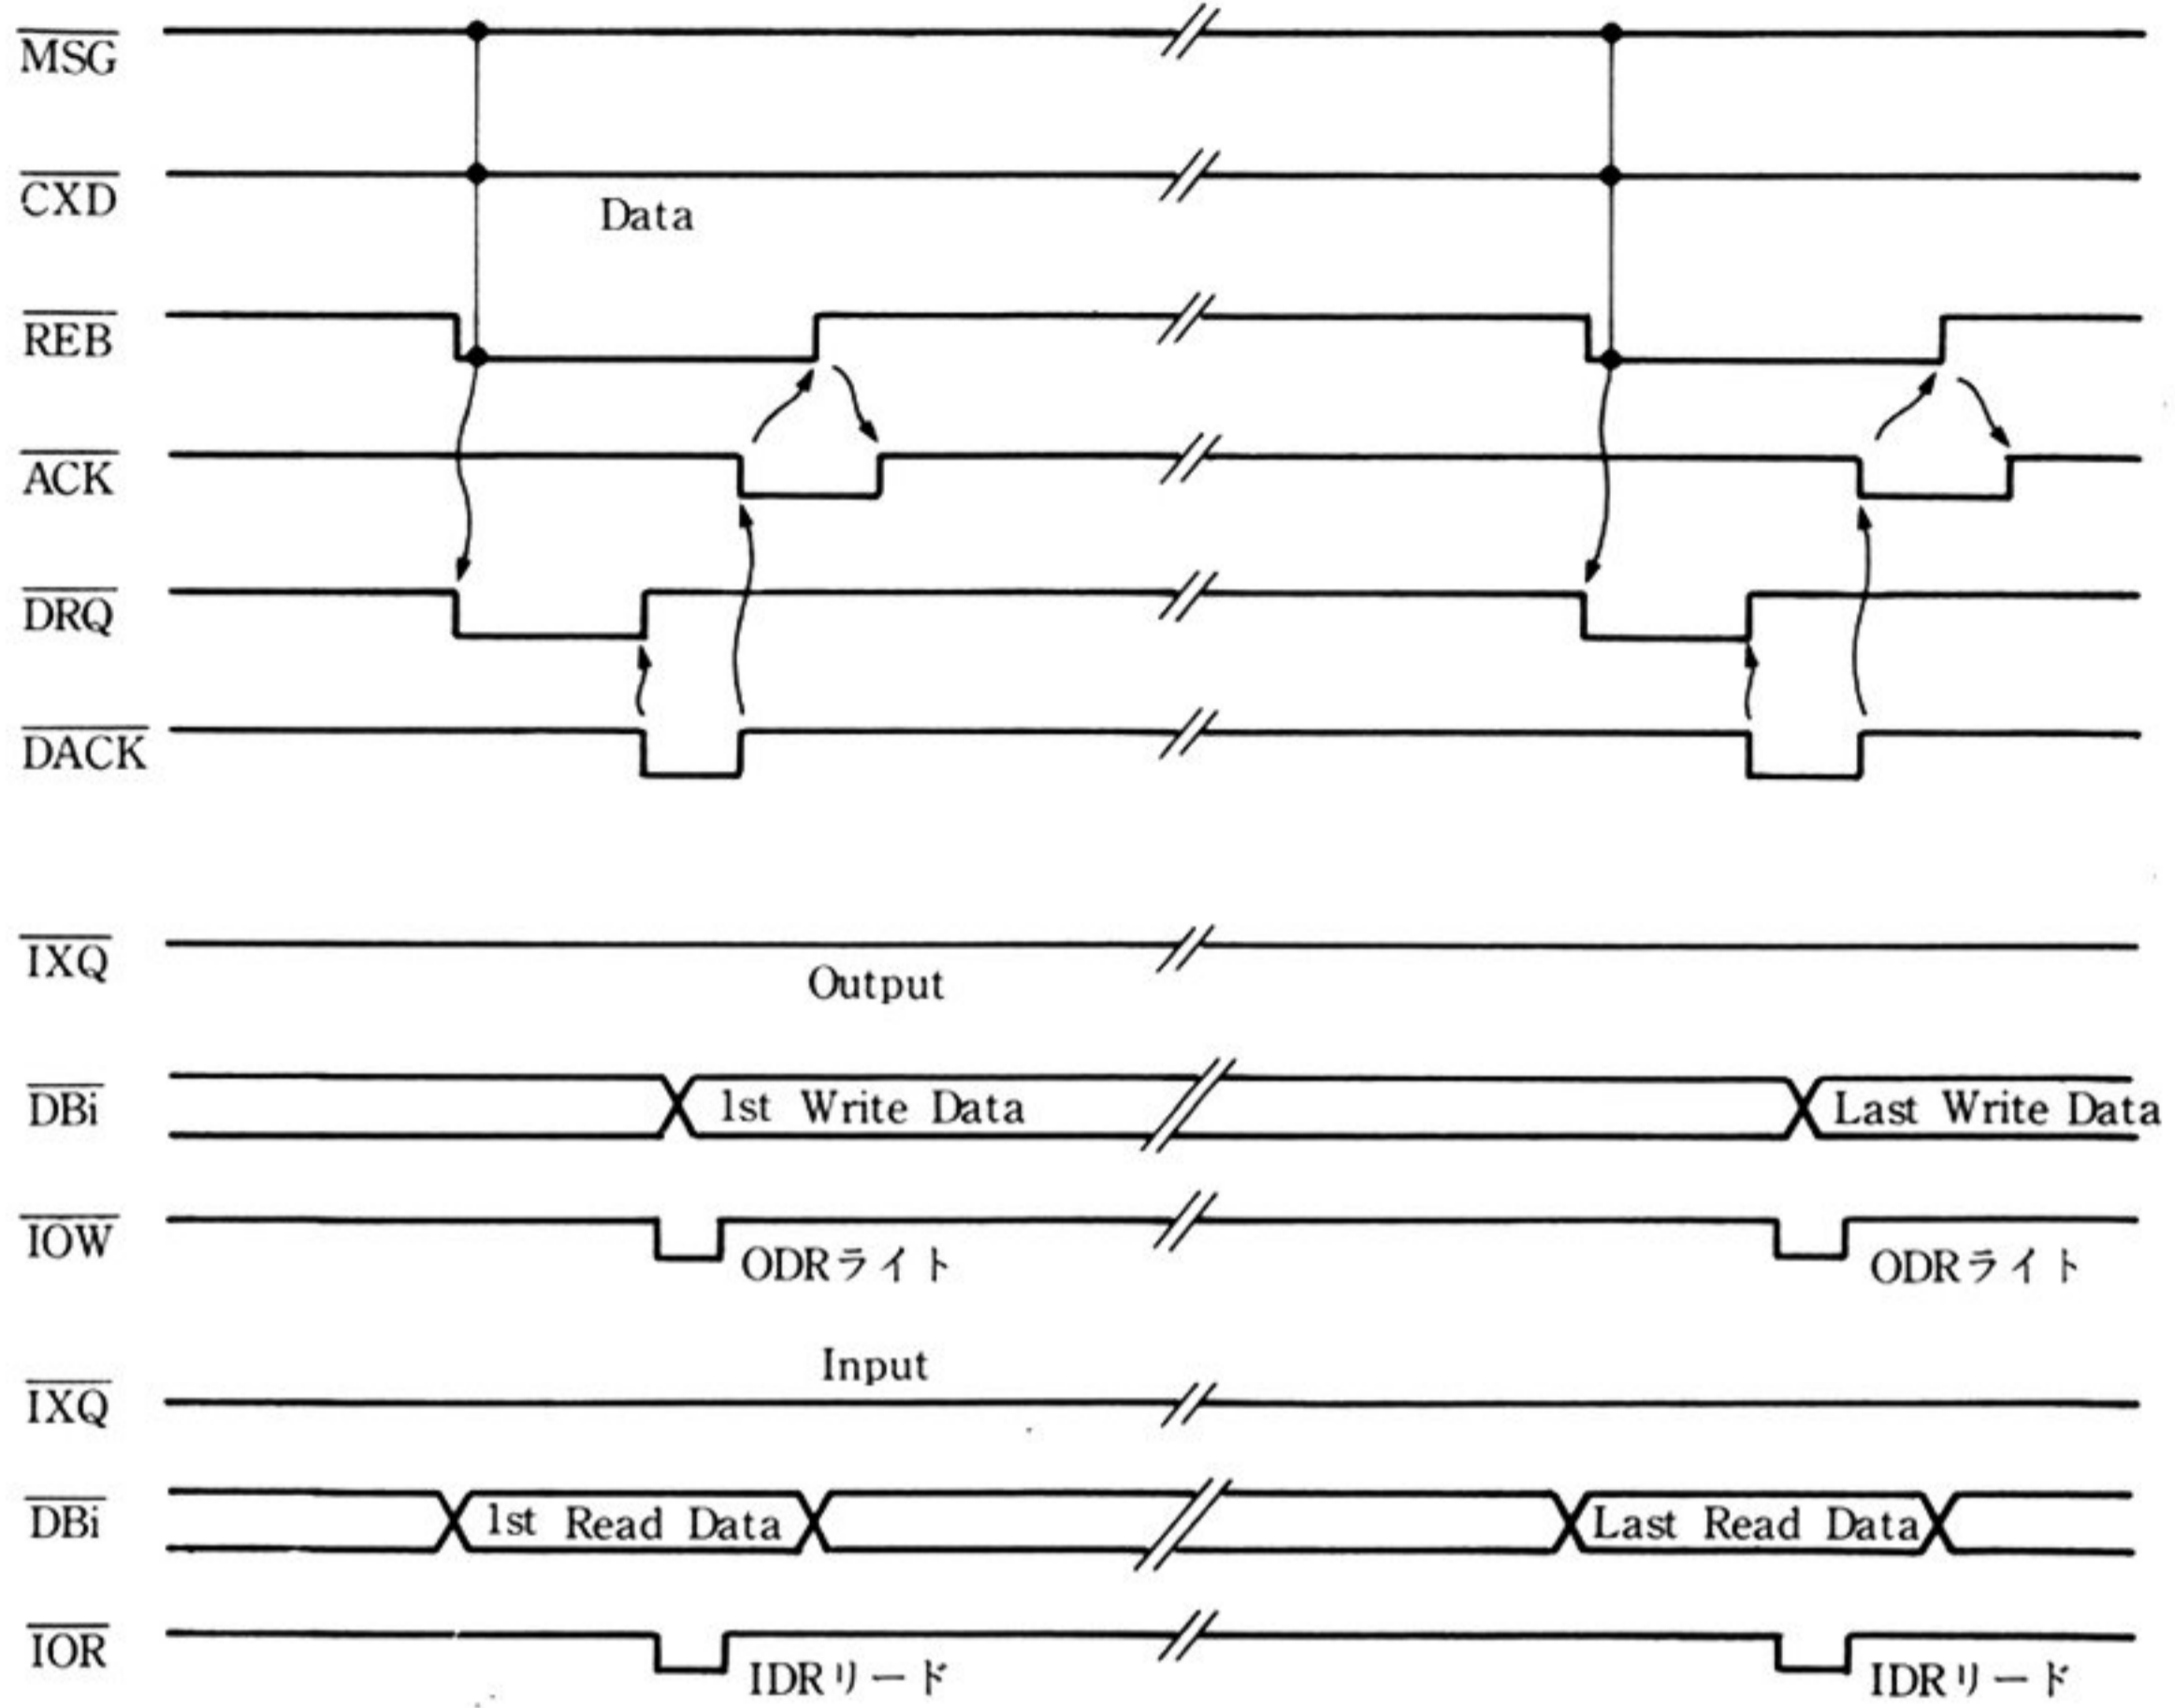 MSG
CXD
Data
REB
ACK
DRQ
DACK
IXQ
Output
DBi
1st Write Data
Last Write Data
IOW
ODRライト
ODRライト
Input
IXQ
DBi
1st Read Data
Last Read Data
IOR
IDRリード
IDRリード